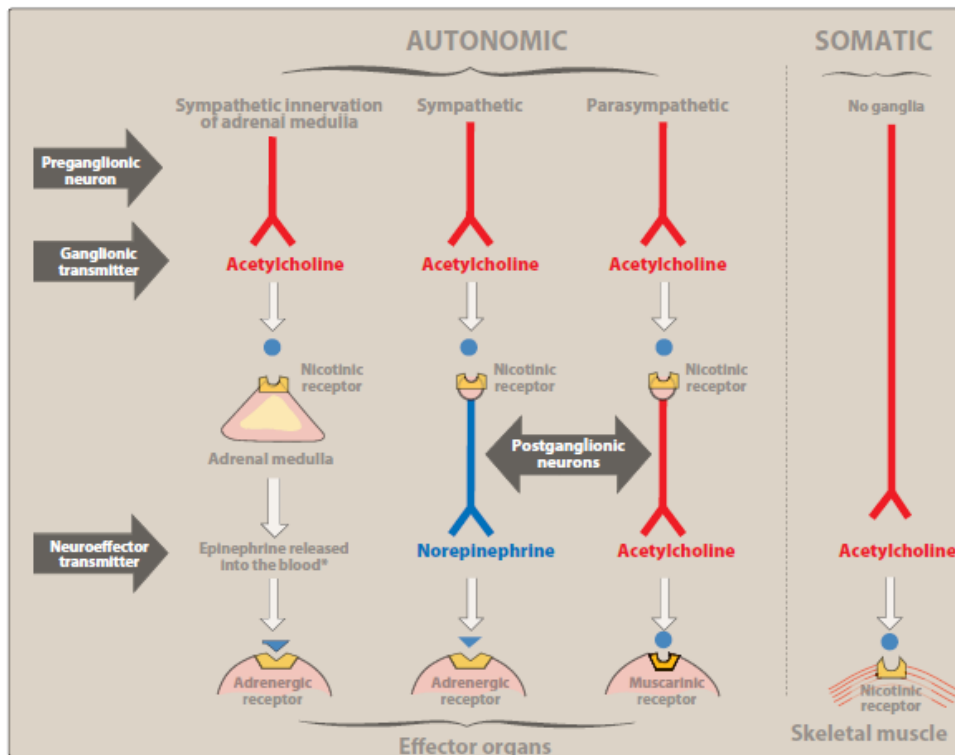 AUTONOMIC
SOMATIC
Sympathetic innervation
of adrenal medulla
Sympathetic
Parasympathetic
No ganglia
Preganglionic
neuron
Ganglionic
transmitter
Acetylcholine
Acetylcholine
Acetylcholine
Nicotinic
receptor
Nicotinic
receptor
Nicotinic
receptor
Adrenal medulla
Postganglionic
neurons
Neuroeffector
transmitter
Epinephrine released
into the blood*
Norepinephrine
Acetylcholine
Acetylcholine
Adrenergic
receptor
Adrenergic
receptor
Muscarinic
receptor
Nicotinic
receptor
Effector organs
Skeletal muscle